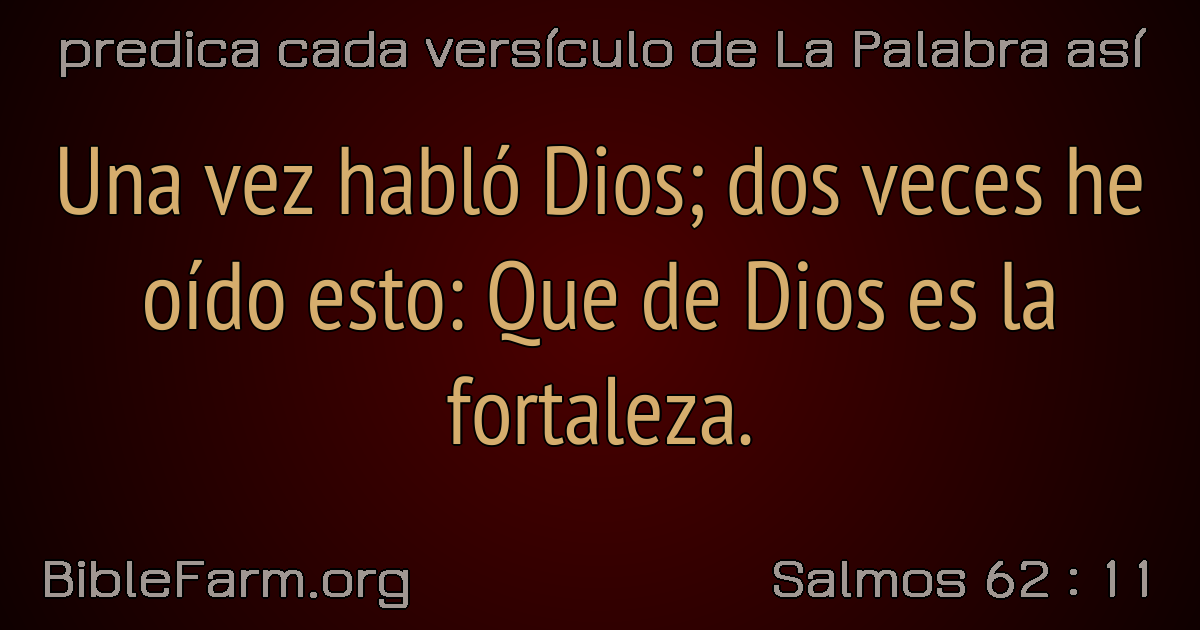 predica cada versículo de La Palabra así
Una vez habló Dios; dos veces he
oído esto: Que de Dios es la
fortaleza.
BibleFarm.org
Salmos 62 : 11